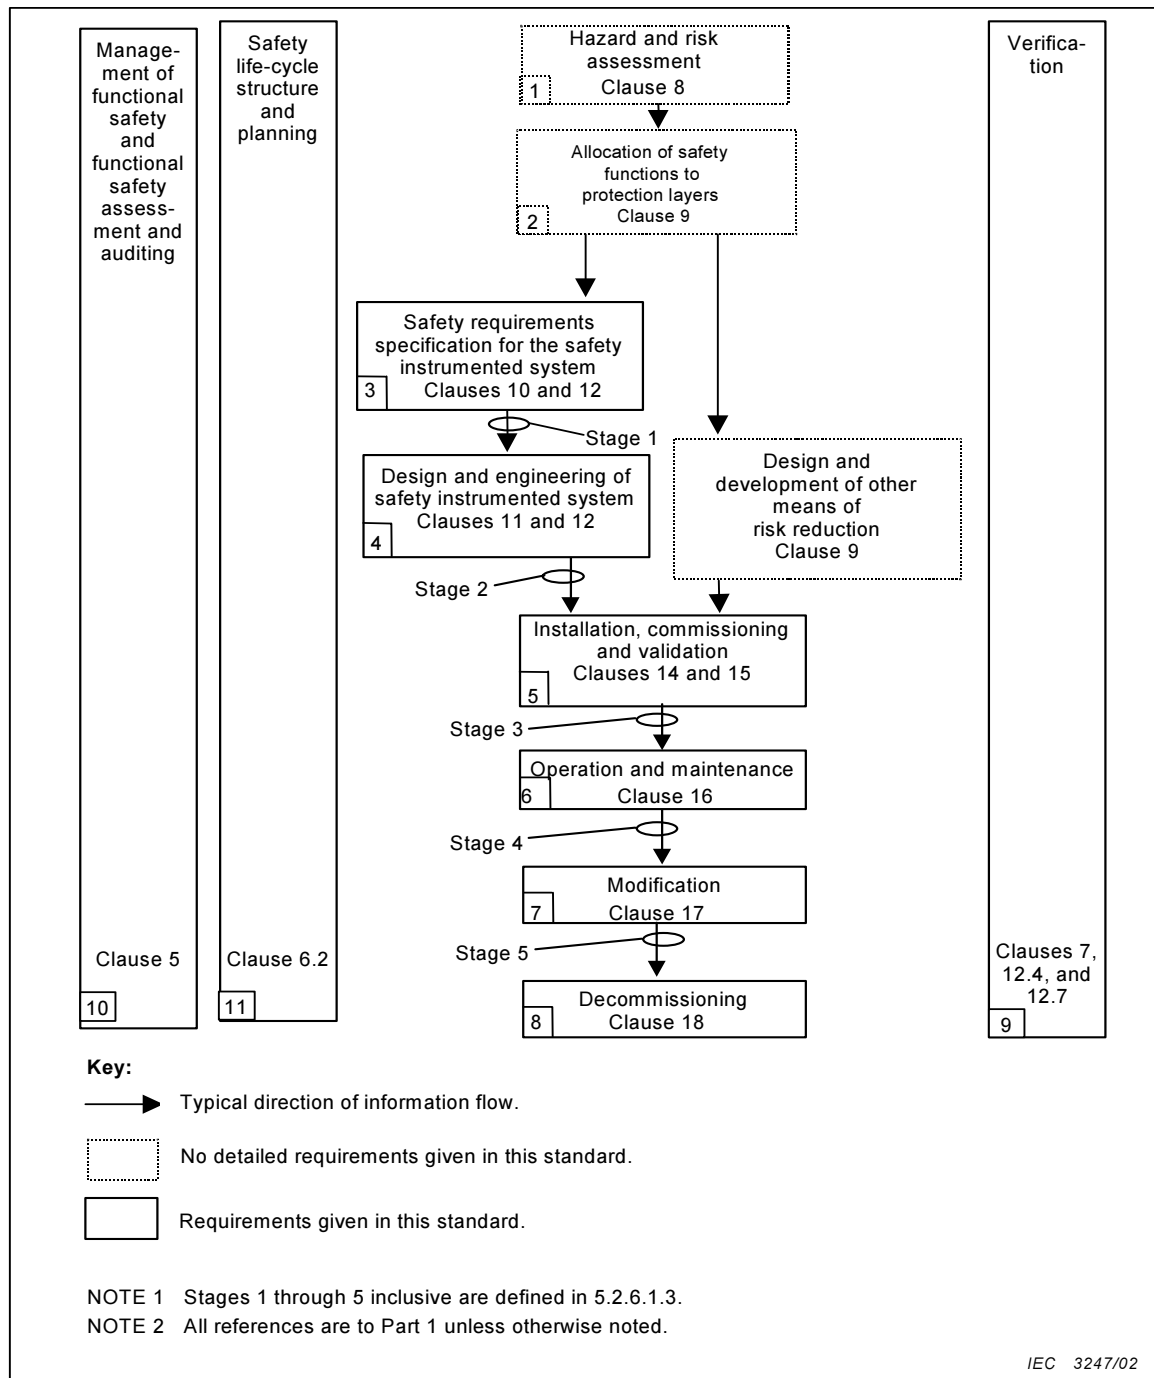 Manage-
ment of
functional
safety
and
functional
safety
assess-
ment and
auditing
Clause 5
10
Safety
life-cycle
structure
and
planning
Clause 6.2
11
Hazard and risk
assessment
Clause 8
1
Allocation of safety
functions to
protection layers
Clause 9
2
Safety requirements
specification for the safety
instrumented system
Clauses 10 and 12
3
Stage 1
Design and engineering of
safety instrumented system
Clauses 11 and 12
4
Design and
development of other
means of
risk reduction
Clause 9
Stage 2
Installation, commissioning
and validation
Clauses 14 and 15
5
Stage 3
Operation and maintenance
Clause 16
6
Stage 4
Modification
Clause 17
7
Stage 5
Decommissioning
Clause 18
8
Verifica-
tion
Clauses 7,
12.4, and
12.7
9
Key:
Typical direction of information flow.
No detailed requirements given in this standard.
Requirements given in this standard.
NOTE 1 Stages 1 through 5 inclusive are defined in 5.2.6.1.3.
NOTE 2 All references are to Part 1 unless otherwise noted.
IEC 3247/02